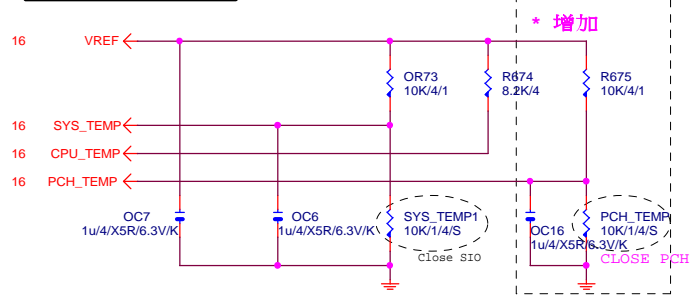 * 增加
16 VREF
OR73
10K/4/1
R674
8.2K/4
R675
10K/4/1
16 SYS_TEMP
16 CPU_TEMP
16 PCH_TEMP
OC7
1u/4/X5R/6.3V/K
OC6
1u/4/X5R/6.3V/K
SYS_TEMP1
10K/1/4/S
Close SIO
OC16
1u/4/X5R/6.3V/K
PCH_TEMP
10K/1/4/S
CLOSE PCH